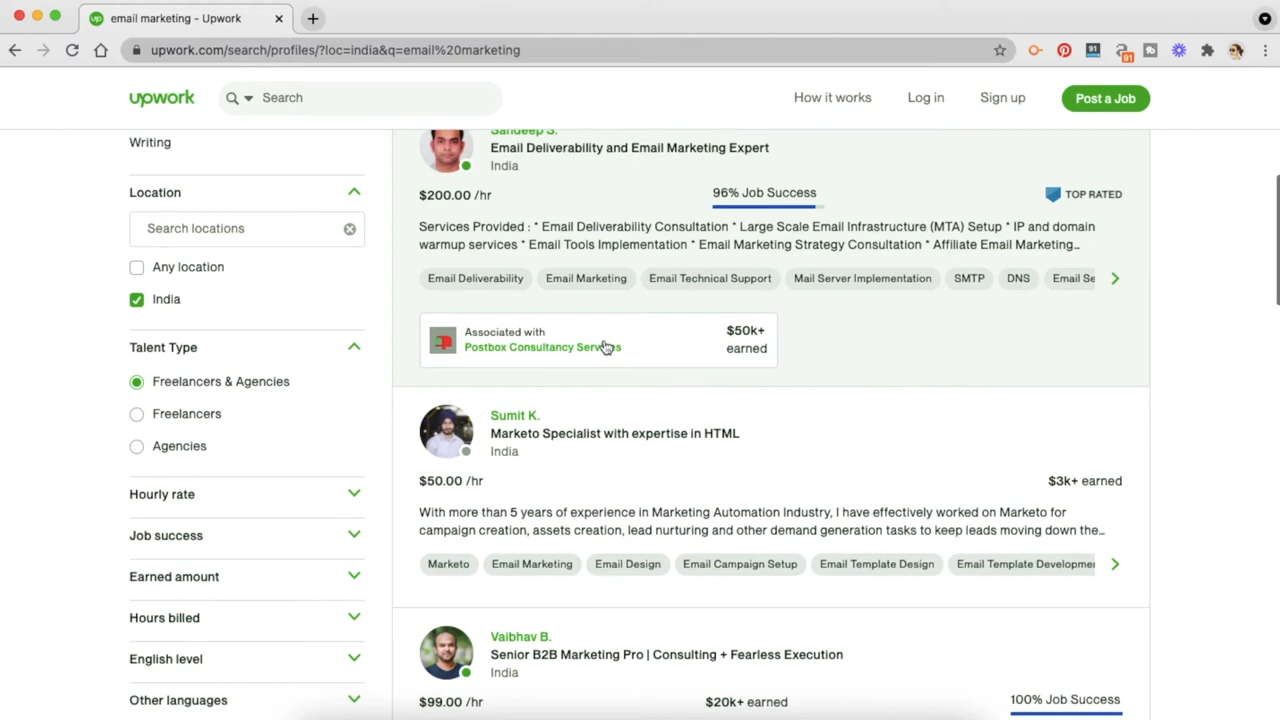 up email marketing - Upwork
upwork.com/search/profiles/?loc=india&q=email%20marketing
91
91
upwork
Search
How it works
Log in
Sign up
Post a Job
Writing
Location
Search locations
Any location
India
Talent Type
Freelancers & Agencies
Freelancers
Agencies
Hourly rate
Job success
Earned amount
Hours billed
English level
Other languages
Sandeep S.
Email Deliverability and Email Marketing Expert
India
$200.00 /hr
96% Job Success
TOP RATED
Services Provided : * Email Deliverability Consultation * Large Scale Email Infrastructure (MTA) Setup * IP and domain
warmup services * Email Tools Implementation * Email Marketing Strategy Consultation * Affiliate Email Marketing...
Email Deliverability Email Marketing Email Technical Support Mail Server Implementation SMTP DNS Email Se
Associated with
Postbox Consultancy Services
$50k+
earned
Sumit K.
Marketo Specialist with expertise in HTML
India
$50.00 /hr
$3k+ earned
With more than 5 years of experience in Marketing Automation Industry, I have effectively worked on Marketo for
campaign creation, assets creation, lead nurturing and other demand generation tasks to keep leads moving down the...
Marketo Email Marketing Email Design Email Campaign Setup Email Template Design Email Template Developmer
Vaibhav B.
Senior B2B Marketing Pro | Consulting + Fearless Execution
India
$99.00 /hr
$20k+ earned
100% Job Success